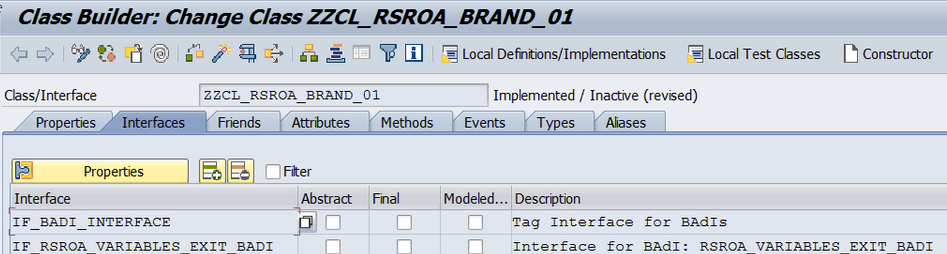 Class Builder: Change Class ZZCL_RSROA_BRAND_01
Local Definitions/Implementations Local Test Classes Constructor
Class/Interface ZZCL_RSROA_BRAND_01 Implemented / Inactive (revised)
Properties Interfaces Friends Attributes Methods Events Types Aliases
Properties Filter
Interface Abstract Final Modeled... Description
IF_BADI_INTERFACE Tag Interface for BAdIs
IF_RSROA_VARIABLES_EXIT_BADI Interface for BAdI: RSROA_VARIABLES_EXIT_BADI